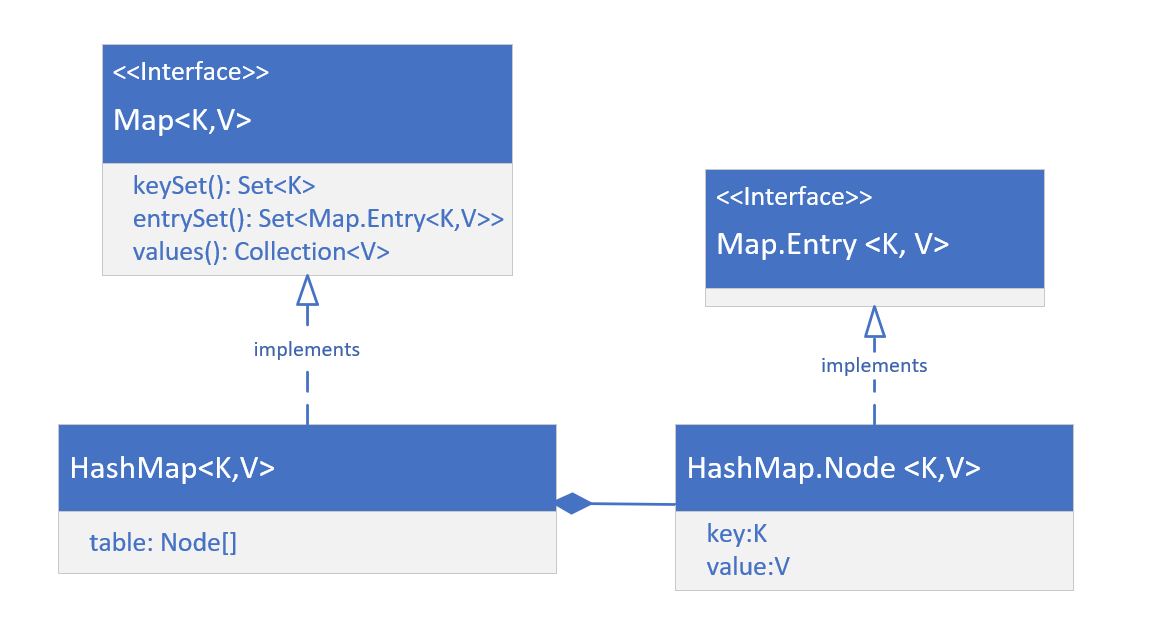 <<Interface>>
Map<K,V>
keySet(): Set<K>
entrySet(): Set<Map.Entry<K,V>>
values(): Collection<V>
<<Interface>>
Map.Entry <K, V>
implements
implements
HashMap<K,V>
table: Node[]
HashMap.Node <K,V>
key:K
value:V